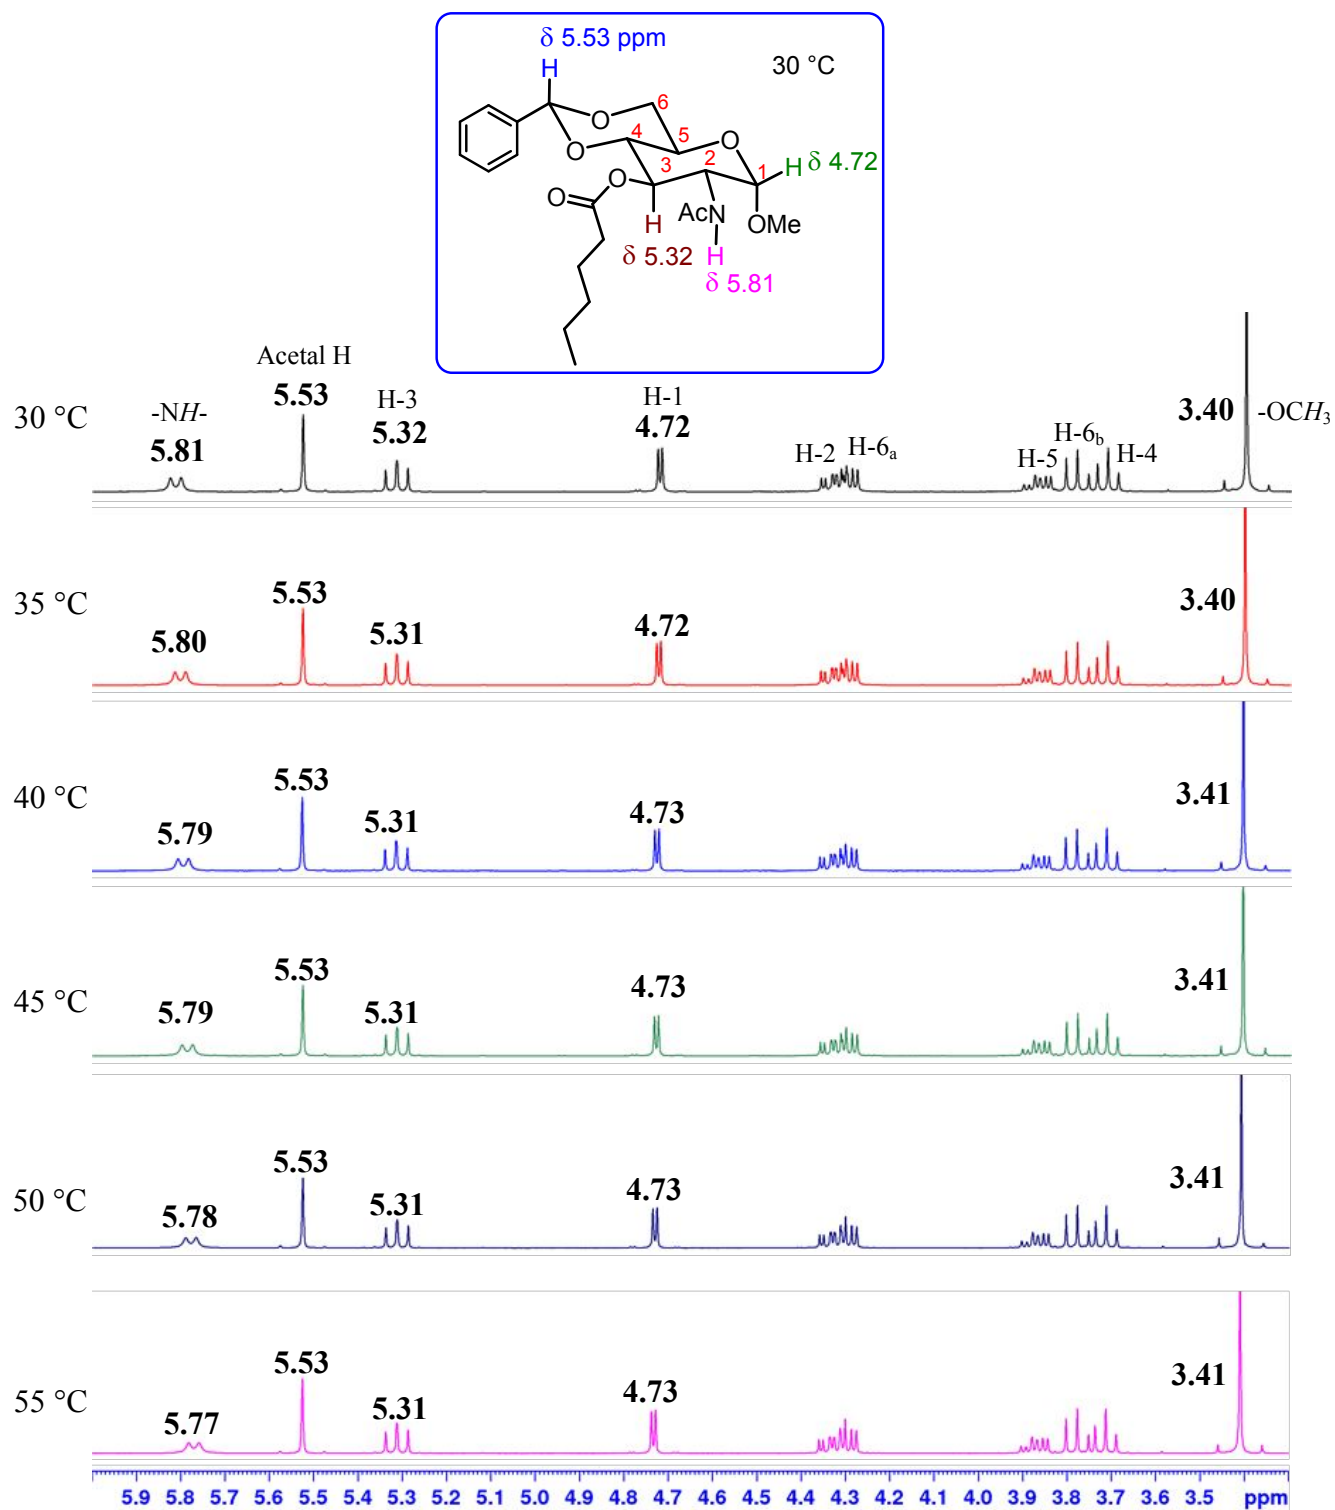 δ 5.53 ppm
H
30 °C
6
O
4
5
O
O
2
3
1
H δ 4.72
O
O
AcN
OMe
H
δ 5.32
H
δ 5.81
30 °C
-NH-
5.81
Acetal H
5.53
H-3
5.32
H-1
4.72
H-2
H-6a
H-5
H-6b
H-4
3.40
-OCH3
35 °C
5.80
5.53
5.31
4.72
3.40
40 °C
5.79
5.53
5.31
4.73
3.41
45 °C
5.79
5.53
5.31
4.73
3.41
50 °C
5.78
5.53
5.31
4.73
3.41
55 °C
5.77
5.53
5.31
4.73
3.41
5.9 5.8 5.7 5.6 5.5 5.4 5.3 5.2 5.1 5.0 4.9 4.8 4.7 4.6 4.5 4.4 4.3 4.2 4.1 4.0 3.9 3.8 3.7 3.6 3.5 ppm